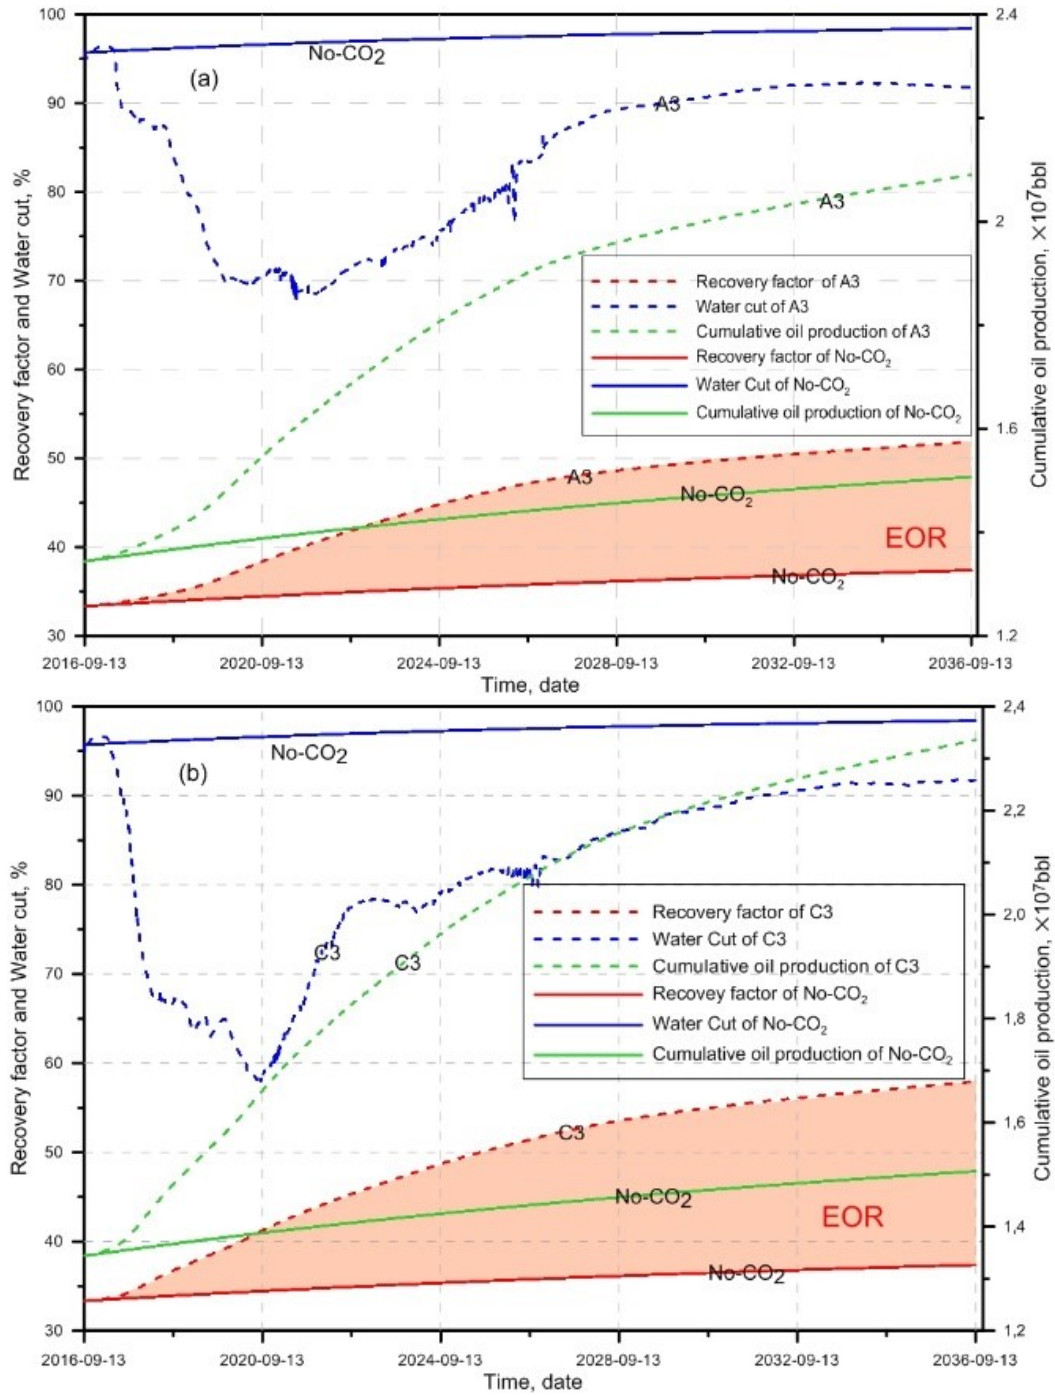 100
90
80
70
60
50
40
30
Recovery factor and Water cut, %
2,4
2
1,6
1,2
Cumulative oil production, ×10⁷bbl
No-CO₂
(a)
A3
A3
Recovery factor of A3
Water cut of A3
Cumulative oil production of A3
Recovery factor of No-CO₂
Water Cut of No-CO₂
Cumulative oil production of No-CO₂
A3
No-CO₂
EOR
No-CO₂
2016-09-13 2020-09-13 2024-09-13 2028-09-13 2032-09-13 2036-09-13
Time, date
100
90
80
70
60
50
40
30
Recovery factor and Water cut, %
2,4
2,2
2,0
1,8
1,6
1,4
1,2
Cumulative oil production, ×10⁷bbl
No-CO₂
(b)
C3
C3
Recovery factor of C3
Water Cut of C3
Cumulative oil production of C3
Recovey factor of No-CO₂
Water Cut of No-CO₂
Cumulative oil production of No-CO₂
C3
No-CO₂
EOR
No-CO₂
2016-09-13 2020-09-13 2024-09-13 2028-09-13 2032-09-13 2036-09-13
Time, date